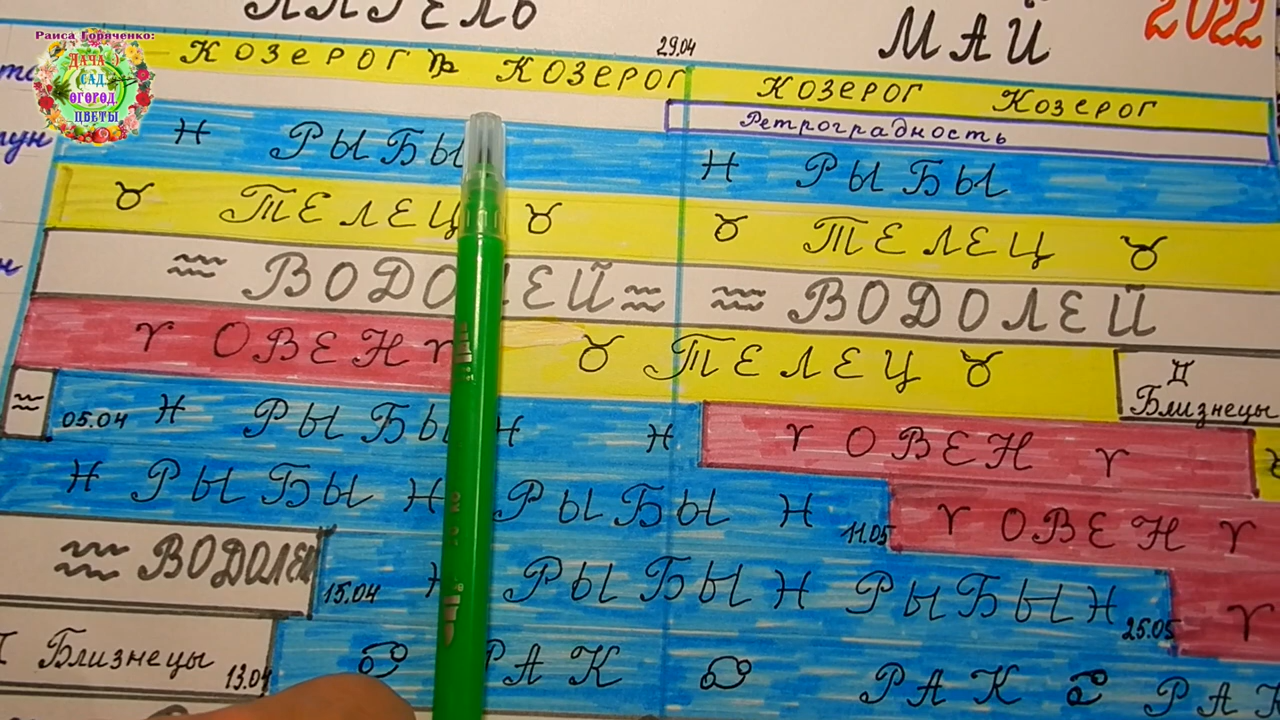 АПРЕЛЬ МАЙ 2022
Раиса Горяченко:
ДАЧА,
САД,
ОГОРОД,
ЦВЕТЫ
29.04
КОЗЕРОГ ♑ КОЗЕРОГ КОЗЕРОГ КОЗЕРОГ
Ретроградность
♓ РЫБЫ ♓ РЫБЫ
♉ ТЕЛЕЦ ♉ ♉ ТЕЛЕЦ ♉
♒ ВОДОЛЕЙ ♒ ♒ ВОДОЛЕЙ
♈ ОВЕН ♈ ♉ ТЕЛЕЦ ♉ ♊ Близнецы
♒ 05.04 ♓ РЫБЫ ♓ ♓ ♈ ОВЕН ♈ ♉
♓ РЫБЫ ♓ РЫБЫ ♓ 11.05 ♈ ОВЕН ♈
♒ ВОДОЛЕЙ 15.04 ♓ РЫБЫ ♓ РЫБЫ ♓ 25.05 ♈
Близнецы 13.04 ♋ РАК ♋ РАК ♋ РАК